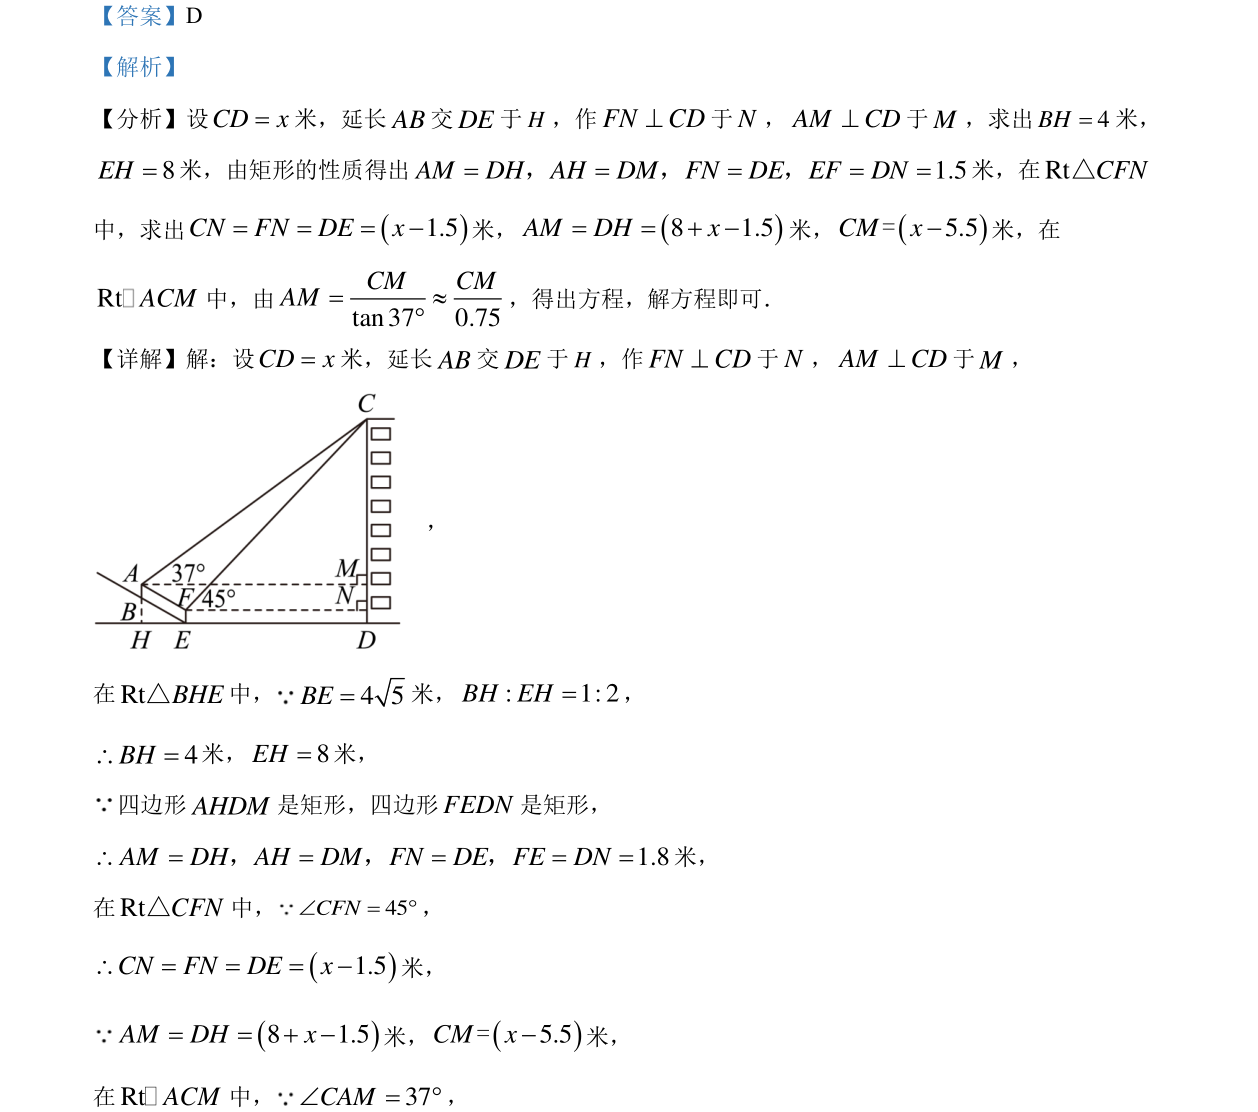 【答案】D
【解析】
【分析】设CD = x米，延长AB交DE于H，作FN⊥CD于N，AM⊥CD于M，求出BH = 4米，
EH = 8米，由矩形的性质得出AM = DH，AH = DM，FN = DE，EF = DN = 1.5米，在Rt△CFN
中，求出CN = FN = DE = (x−1.5)米，AM = DH = (8+x−1.5)米，CM=(x−5.5)米，在
Rt□ACM中，由AM = CM/tan37° ≈ CM/0.75，得出方程，解方程即可．
【详解】解：设CD = x米，延长AB交DE于H，作FN⊥CD于N，AM⊥CD于M，
C
，
A 37° M
F 45° N
B
H E D
在Rt△BHE中，∵BE = 4√5米，BH : EH = 1 : 2，
∴BH = 4米，EH = 8米，
∵四边形AHDM是矩形，四边形FEDN是矩形，
∴AM = DH，AH = DM，FN = DE，FE = DN = 1.8米，
在Rt△CFN中，∵∠CFN = 45°，
∴CN = FN = DE = (x−1.5)米，
∵AM = DH = (8+x−1.5)米，CM=(x−5.5)米，
在Rt□ACM中，∵∠CAM = 37°，